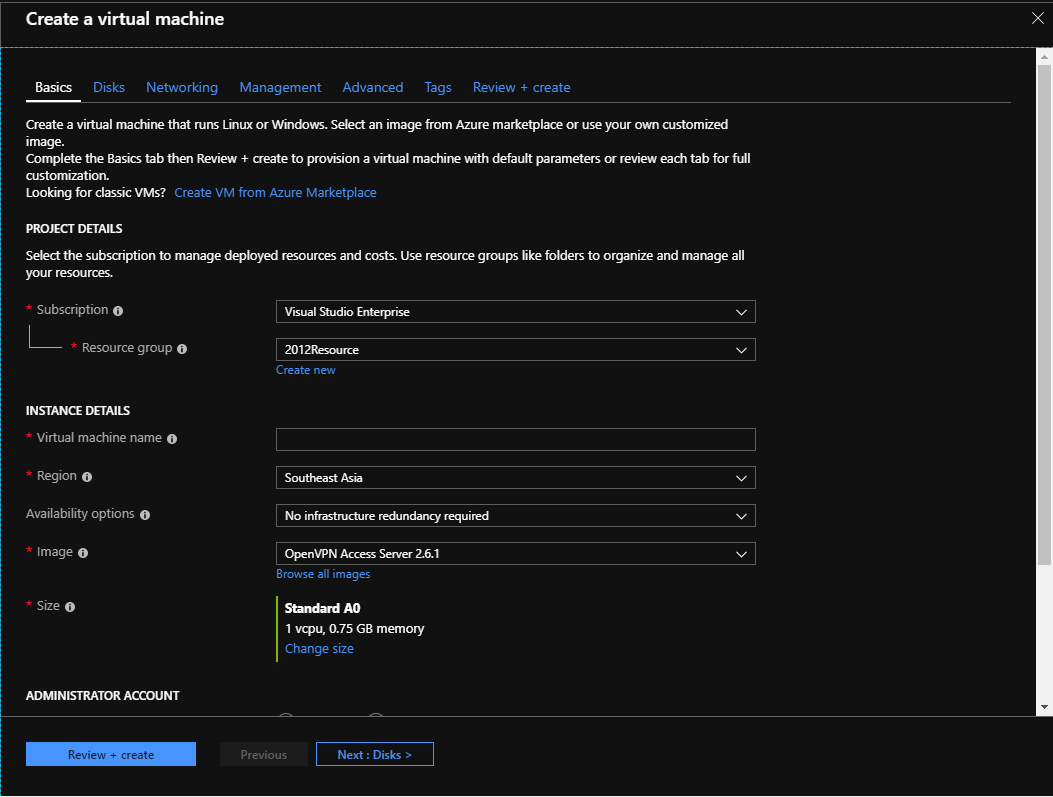 Create a virtual machine
Basics Disks Networking Management Advanced Tags Review + create
Create a virtual machine that runs Linux or Windows. Select an image from Azure marketplace or use your own customized
image.
Complete the Basics tab then Review + create to provision a virtual machine with default parameters or review each tab for full
customization.
Looking for classic VMs? Create VM from Azure Marketplace
PROJECT DETAILS
Select the subscription to manage deployed resources and costs. Use resource groups like folders to organize and manage all
your resources.
* Subscription Visual Studio Enterprise
* Resource group 2012Resource
Create new
INSTANCE DETAILS
* Virtual machine name
* Region Southeast Asia
Availability options No infrastructure redundancy required
* Image OpenVPN Access Server 2.6.1
Browse all images
* Size Standard A0
1 vcpu, 0.75 GB memory
Change size
ADMINISTRATOR ACCOUNT
Review + create Previous Next : Disks >